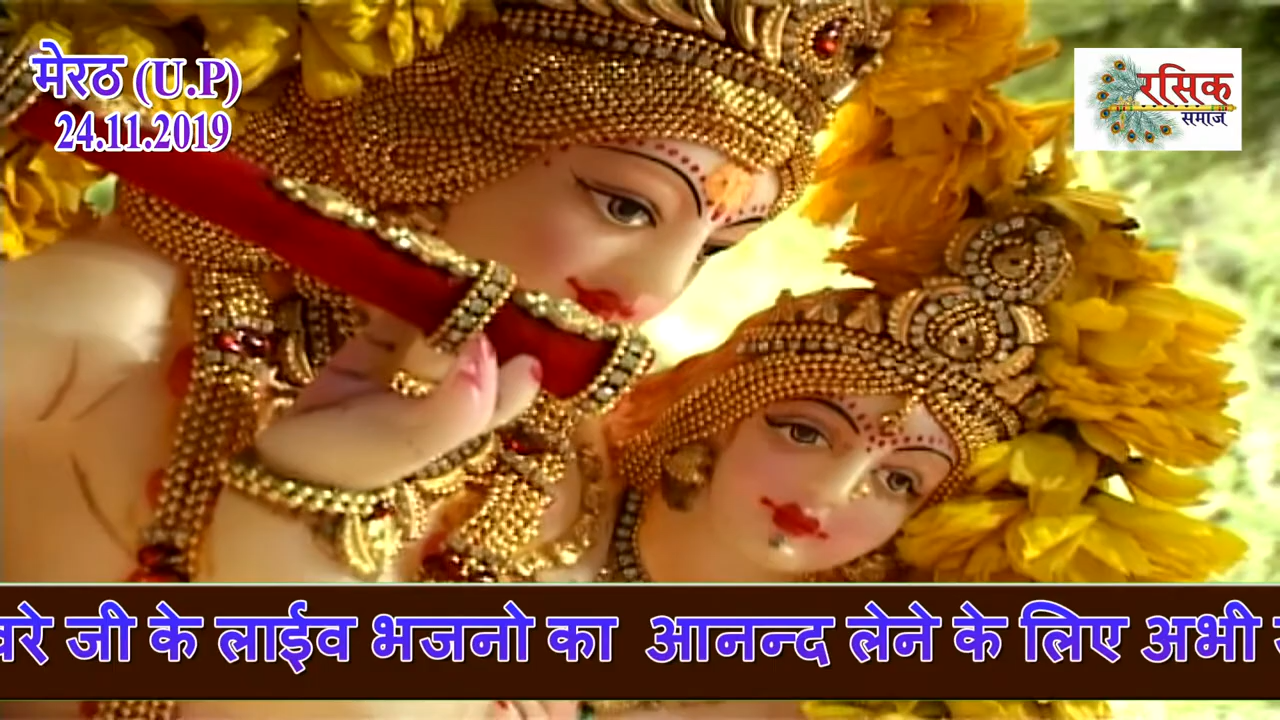 मेरठ (U.P)
24.11.2019
रसिक
समाज
जी के लाईव भजनो का आनन्द लेने के लिए अभी